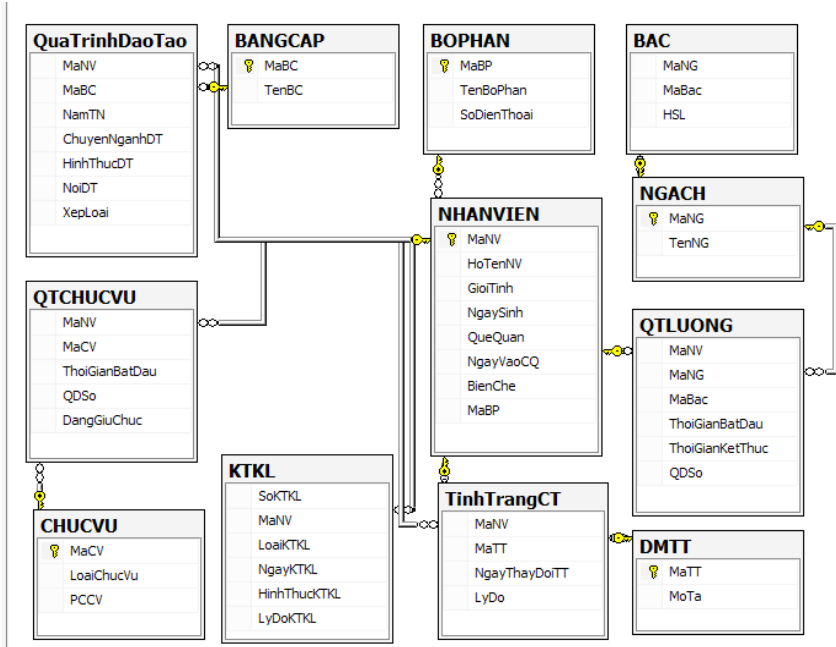 QuaTrinhDaoTao
MaNV
MaBC
NamTN
ChuyenNganhDT
HinhThucDT
NoiDT
XepLoai
BANGCAP
MaBC
TenBC
BOPHAN
MaBP
TenBoPhan
SoDienThoai
BAC
MaNG
MaBac
HSL
NGACH
MaNG
TenNG
NHANVIEN
MaNV
HoTenNV
GioiTinh
NgaySinh
QueQuan
NgayVaoCQ
BienChe
MaBP
QTCHUCVU
MaNV
MaCV
ThoiGianBatDau
QDSo
DangGiuChuc
QTLUONG
MaNV
MaNG
MaBac
ThoiGianBatDau
ThoiGianKetThuc
QDSo
KTKL
SoKTKL
MaNV
LoaiKTKL
NgayKTKL
HinhThucKTKL
LyDoKTKL
TinhTrangCT
MaNV
MaTT
NgayThayDoiTT
LyDo
CHUCVU
MaCV
LoaiChucVu
PCCV
DMTT
MaTT
MoTa